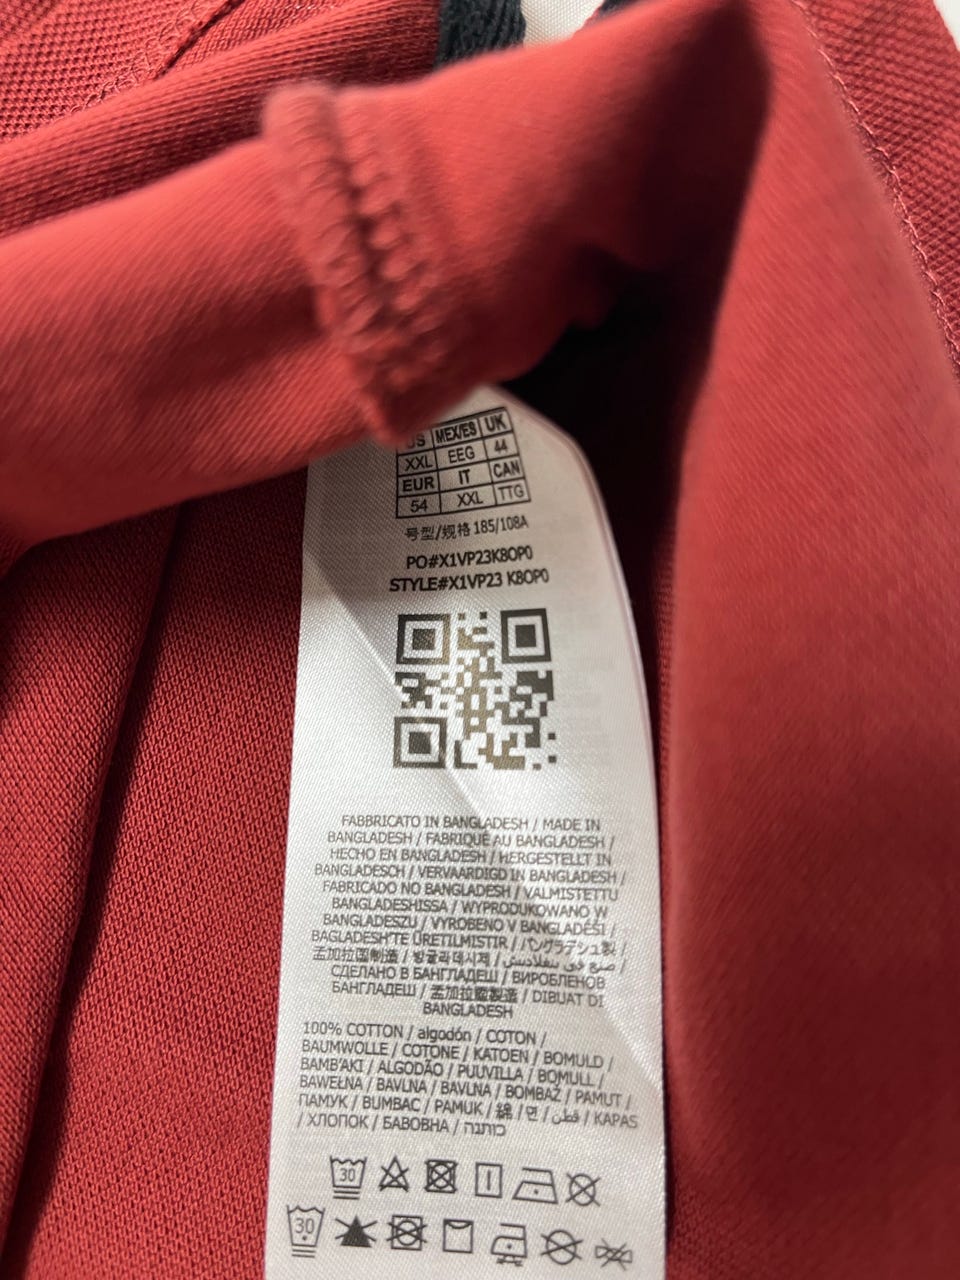 US MEX/ES UK
XXL EEG 44
EUR IT CAN
54 XXL TTG
号型/规格 185/108A
PO#X1VP23K8OP0
STYLE#X1VP23 K8OP0
FABBRICATO IN BANGLADESH / MADE IN
BANGLADESH / FABRIQUÉ AU BANGLADESH /
HECHO EN BANGLADESH / HERGESTELLT IN
BANGLADESCH / VERVAARDIGD IN BANGLADESH /
FABRICADO NO BANGLADESH / VALMISTETTU
BANGLADESHISSA / WYPRODUKOWANO W
BANGLADESZU / VYROBENO V BANGLADÉŠI /
BAGLADESH'TE ÜRETILMISTIR / バングラデシュ製 /
孟加拉国制造 / 방글라데시제 / صنع في بنغلاديش /
СДЕЛАНО В БАНГЛАДЕШ / ВИРОБЛЕНОВ
БАНГЛАДЕШ / 孟加拉國製造 / DIBUAT DI
BANGLADESH
100% COTTON / algodón / COTON /
BAUMWOLLE / COTONE / KATOEN / BOMULD /
BAMB'AKI / ALGODÃO / PUUVILLA / BOMULL /
BAWEŁNA / BAVLNA / BAVLNA / BOMBAŽ / PAMUT /
ПАМУК / BUMBAC / PAMUK / 綿 / 면 / قطن / KAPAS
/ ХЛОПОК / БАВОВНА / כותנה
30
30